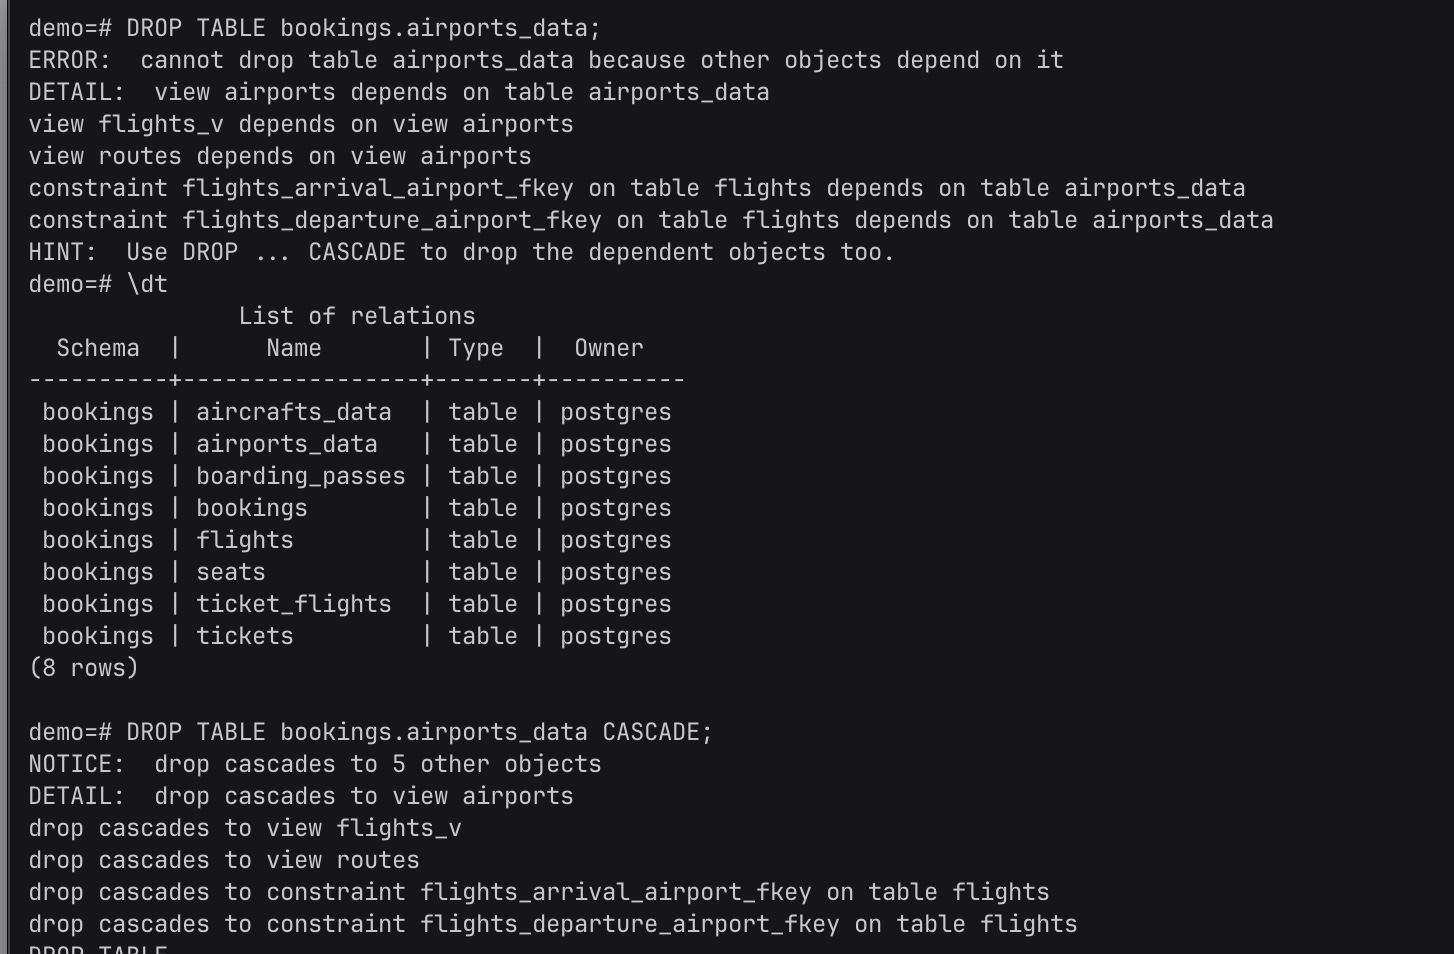 demo=# DROP TABLE bookings.airports_data;
ERROR:  cannot drop table airports_data because other objects depend on it
DETAIL:  view airports depends on table airports_data
view flights_v depends on view airports
view routes depends on view airports
constraint flights_arrival_airport_fkey on table flights depends on table airports_data
constraint flights_departure_airport_fkey on table flights depends on table airports_data
HINT:  Use DROP ... CASCADE to drop the dependent objects too.
demo=# \dt
               List of relations
  Schema  |      Name       | Type  |  Owner
----------+-----------------+-------+----------
 bookings | aircrafts_data  | table | postgres
 bookings | airports_data   | table | postgres
 bookings | boarding_passes | table | postgres
 bookings | bookings        | table | postgres
 bookings | flights         | table | postgres
 bookings | seats           | table | postgres
 bookings | ticket_flights  | table | postgres
 bookings | tickets         | table | postgres
(8 rows)
demo=# DROP TABLE bookings.airports_data CASCADE;
NOTICE:  drop cascades to 5 other objects
DETAIL:  drop cascades to view airports
drop cascades to view flights_v
drop cascades to view routes
drop cascades to constraint flights_arrival_airport_fkey on table flights
drop cascades to constraint flights_departure_airport_fkey on table flights
DROP TABLE